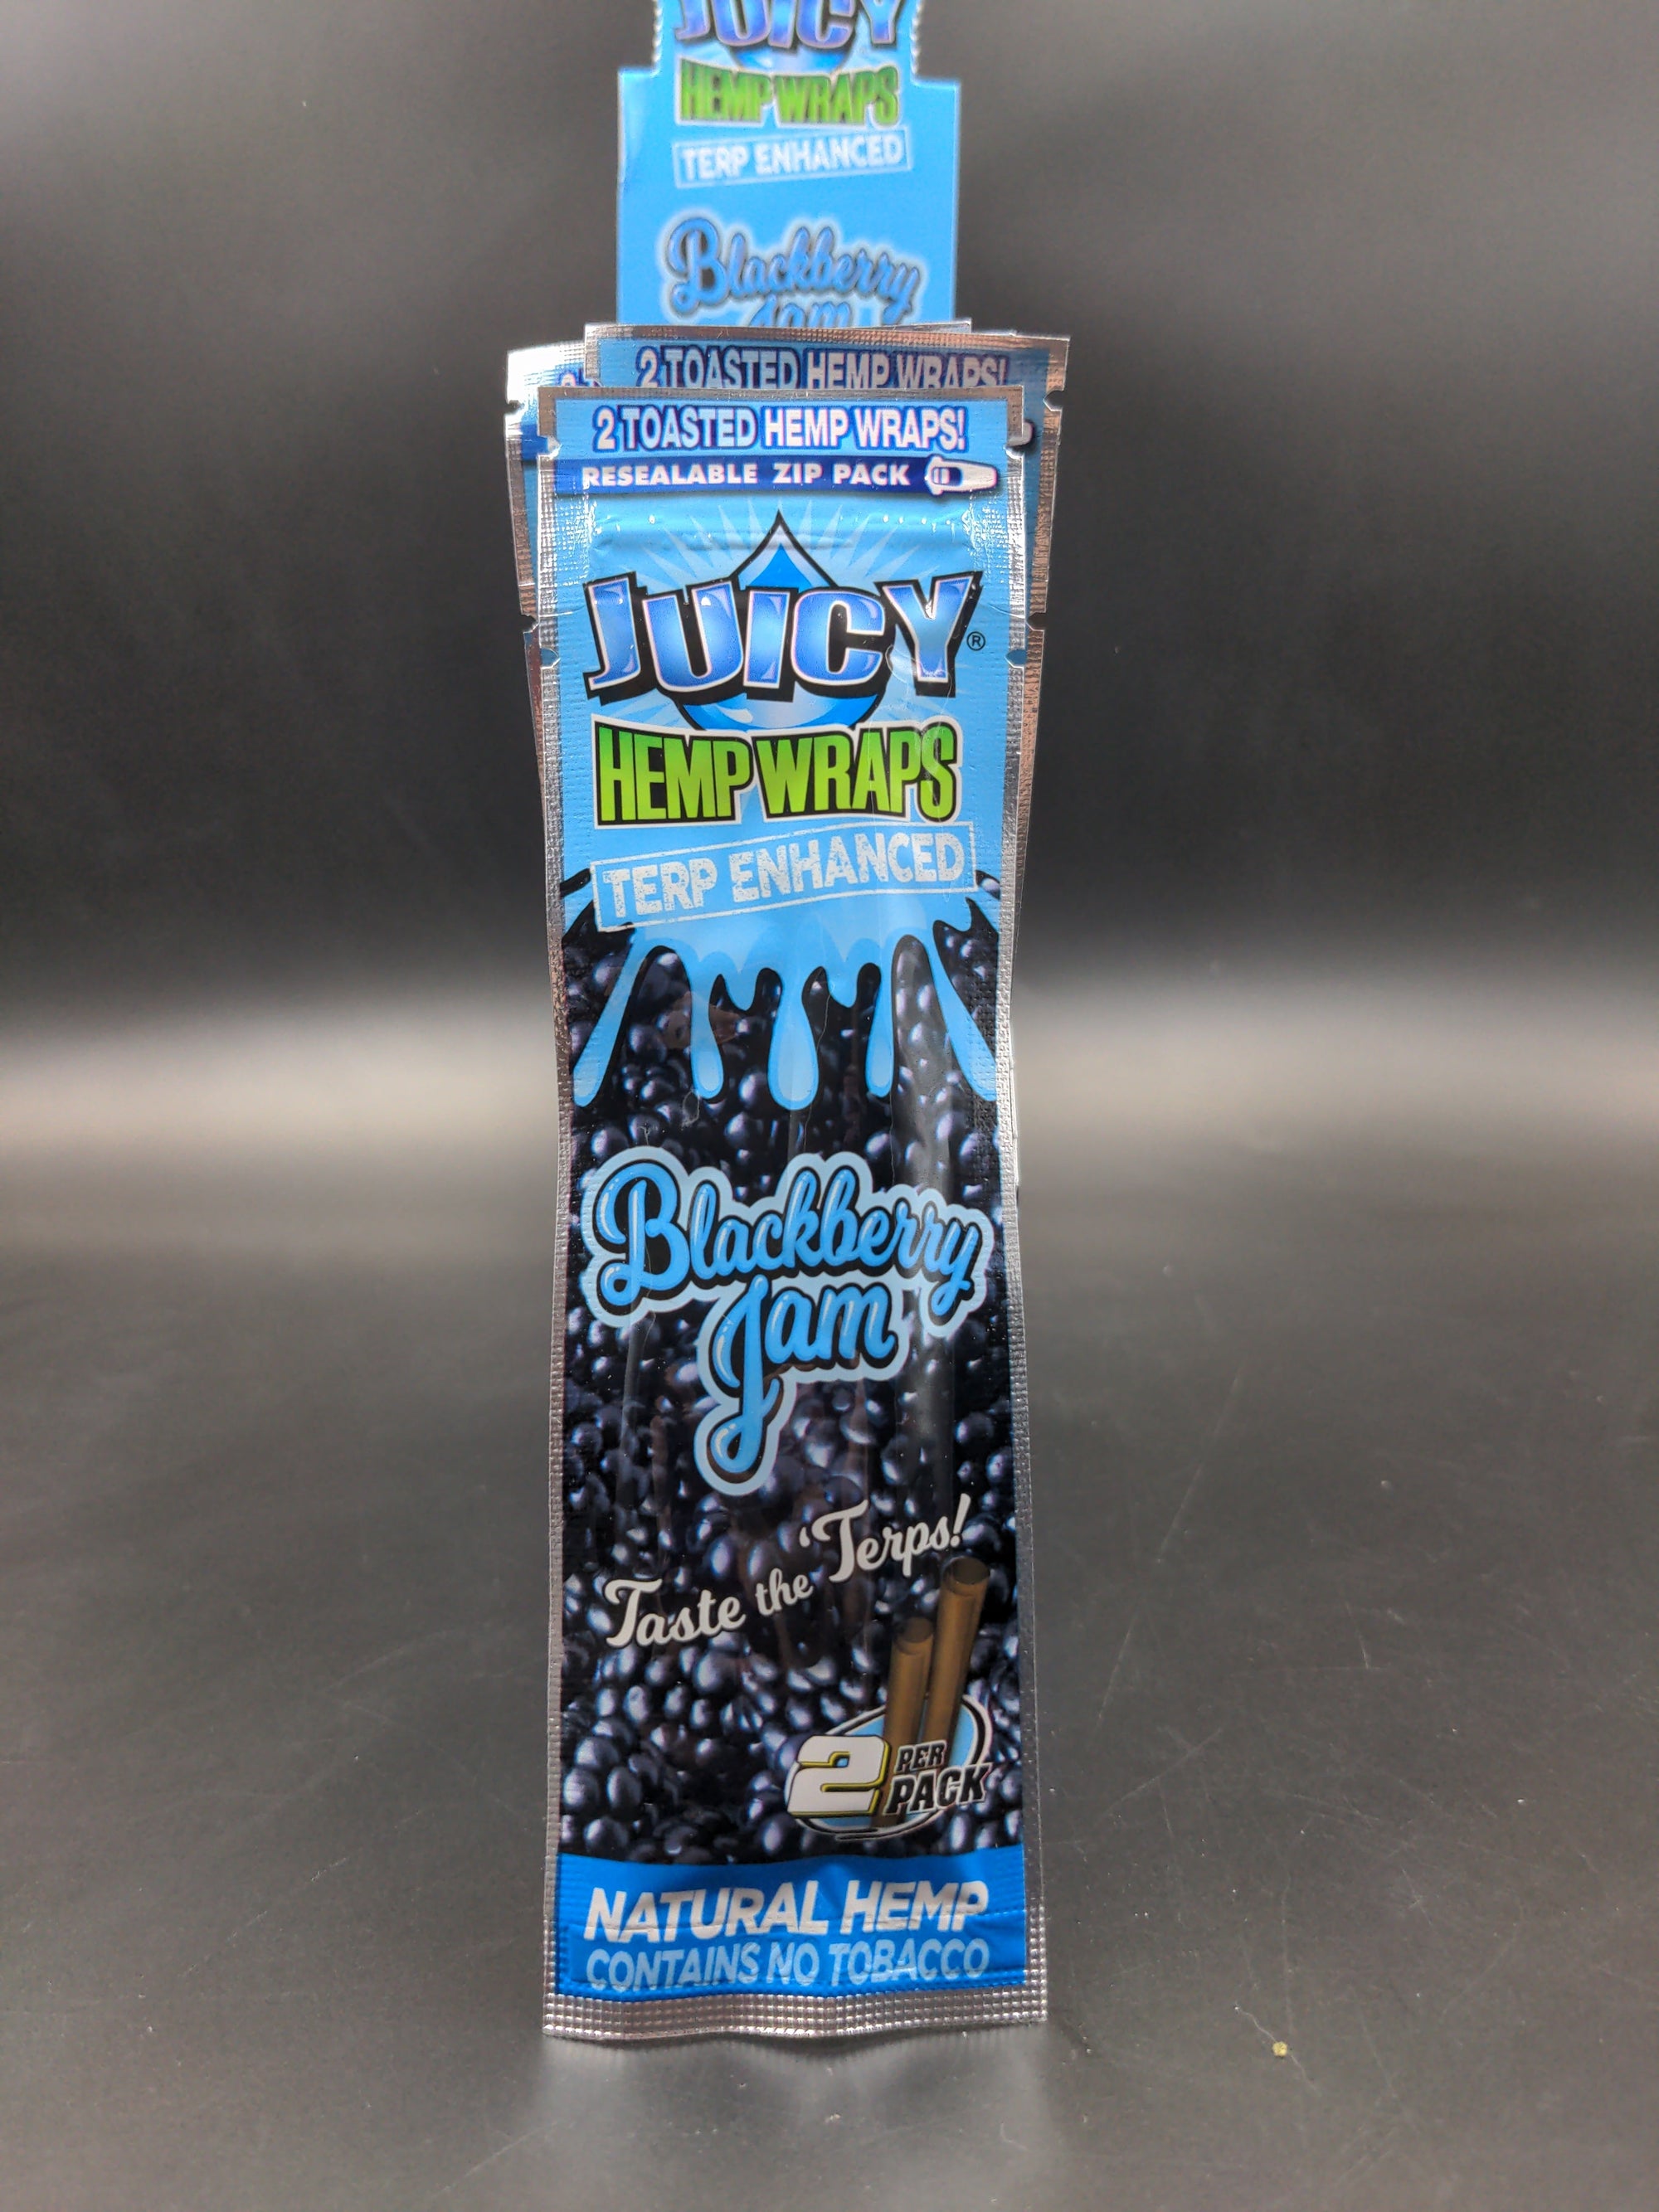 JUICY
HEMP WRAPS
TERP ENHANCED
Blackberry
Jam
2 TOASTED HEMP WRAPS!
2 TOASTED HEMP WRAPS!
RESEALABLE ZIP PACK
JUICY®
HEMP WRAPS
TERP ENHANCED
Blackberry
Jam
Taste the 'Terps!
2 PER
PACK
NATURAL HEMP
CONTAINS NO TOBACCO